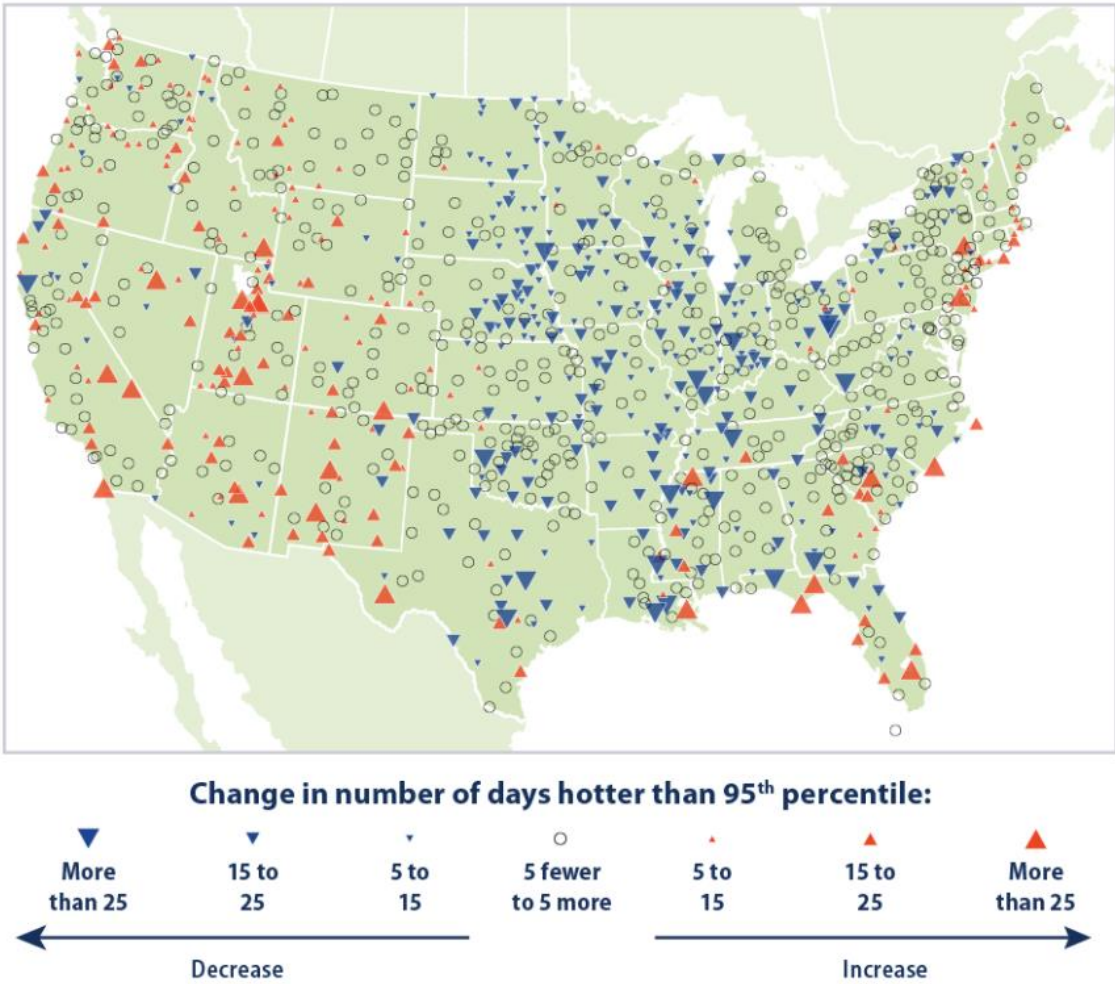 Change in number of days hotter than 95th percentile:
More than 25
15 to 25
5 to 15
5 fewer to 5 more
5 to 15
15 to 25
More than 25
Decrease
Increase